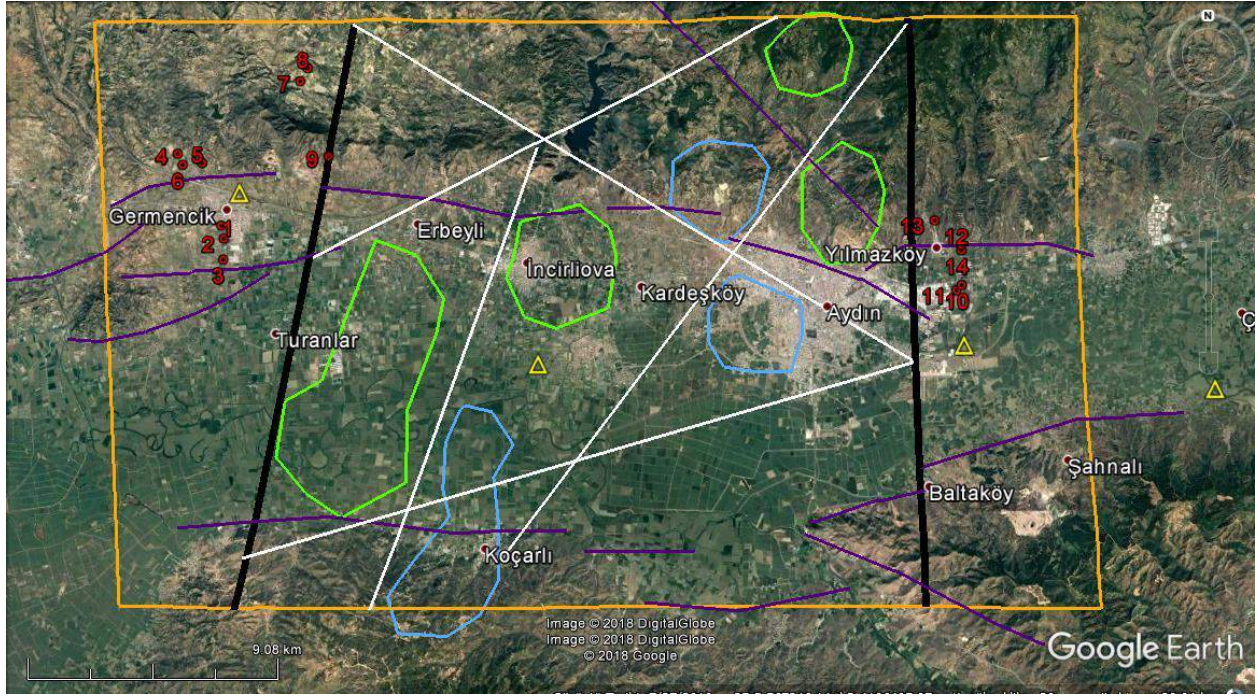 N
8
7
4
5
9
6
Germencik
1
2
3
Erbeyli
İncirliova
Kardeşköy
Turanlar
13
12
Yılmazköy
14
11
10
Aydın
Ç
Şahnalı
Baltaköy
Koçarlı
Image © 2018 DigitalGlobe
Image © 2018 DigitalGlobe
© 2018 Google
Google Earth
9.08 km